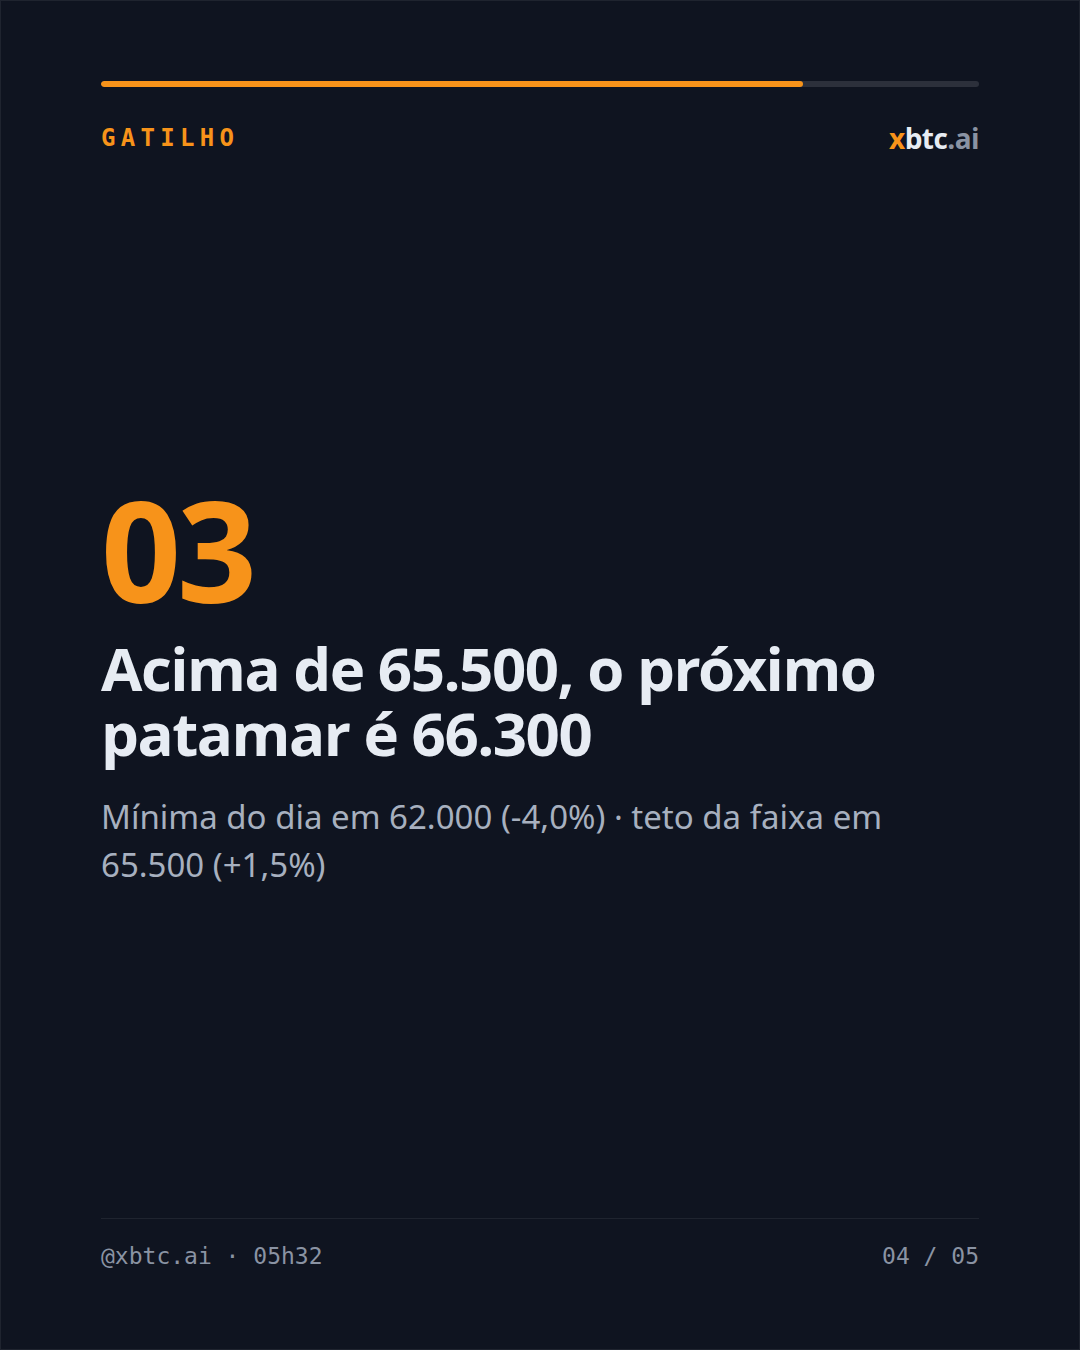 GATILHO
xbtc.ai
03
Acima de 65.500, o próximo
patamar é 66.300
Mínima do dia em 62.000 (-4,0%) · teto da faixa em
65.500 (+1,5%)
@xbtc.ai · 05h32
04 / 05